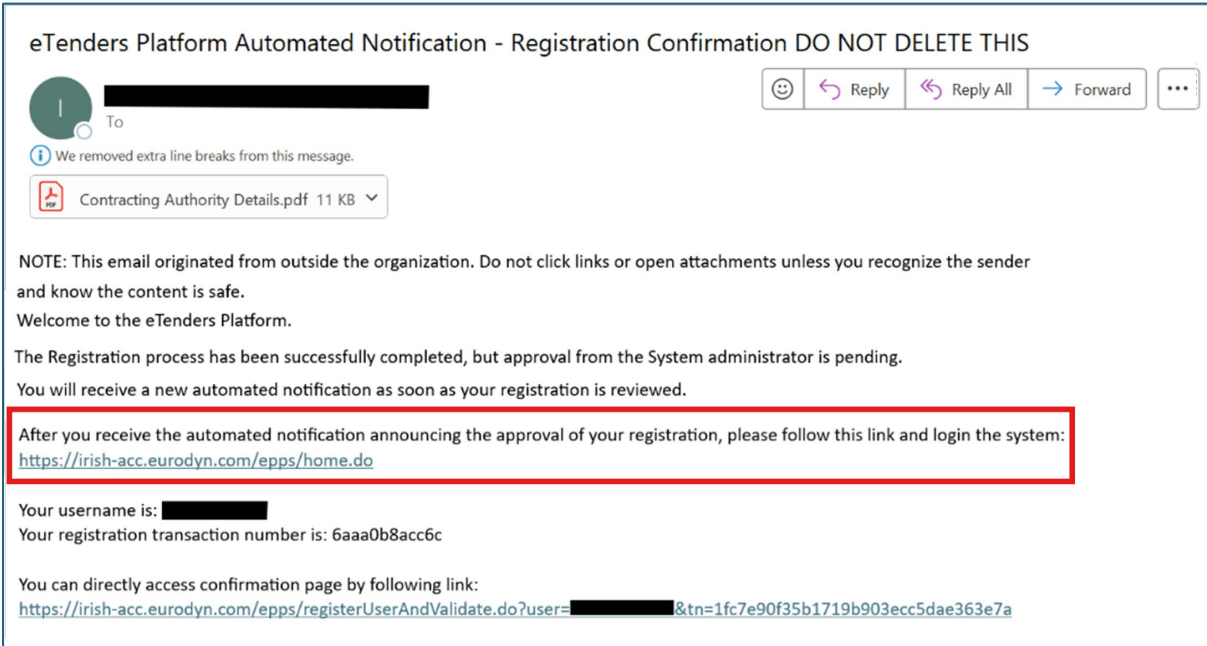 eTenders Platform Automated Notification - Registration Confirmation DO NOT DELETE THIS
I
Reply
Reply All
Forward
To
We removed extra line breaks from this message.
PDF
Contracting Authority Details.pdf 11 KB
NOTE: This email originated from outside the organization. Do not click links or open attachments unless you recognize the sender
and know the content is safe.
Welcome to the eTenders Platform.
The Registration process has been successfully completed, but approval from the System administrator is pending.
You will receive a new automated notification as soon as your registration is reviewed.
After you receive the automated notification announcing the approval of your registration, please follow this link and login the system:
https://irish-acc.eurodyn.com/epps/home.do
Your username is:
Your registration transaction number is: 6aaa0b8acc6c
You can directly access confirmation page by following link:
https://irish-acc.eurodyn.com/epps/registerUserAndValidate.do?user= &tn=1fc7e90f35b1719b903ecc5dae363e7a